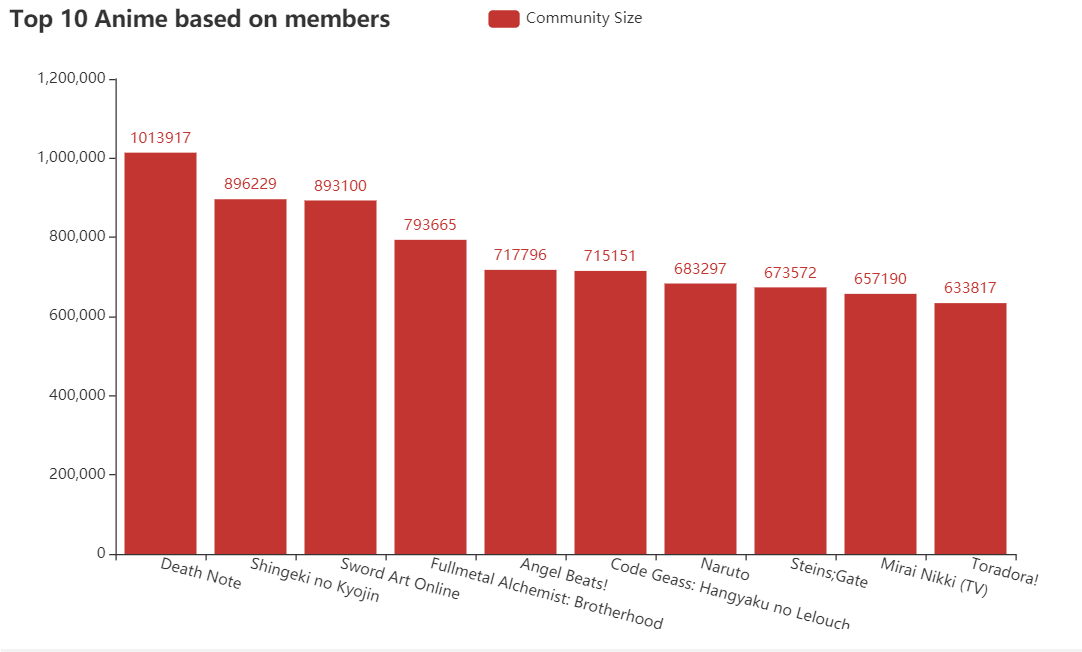 Top 10 Anime based on members
Community Size
1,200,000
1,000,000
800,000
600,000
400,000
200,000
0
1013917
896229
893100
793665
717796
715151
683297
673572
657190
633817
Death Note
Shingeki no Kyojin
Sword Art Online
Fullmetal Alchemist: Brotherhood
Angel Beats!
Code Geass: Hangyaku no Lelouch
Naruto
Steins;Gate
Mirai Nikki (TV)
Toradora!